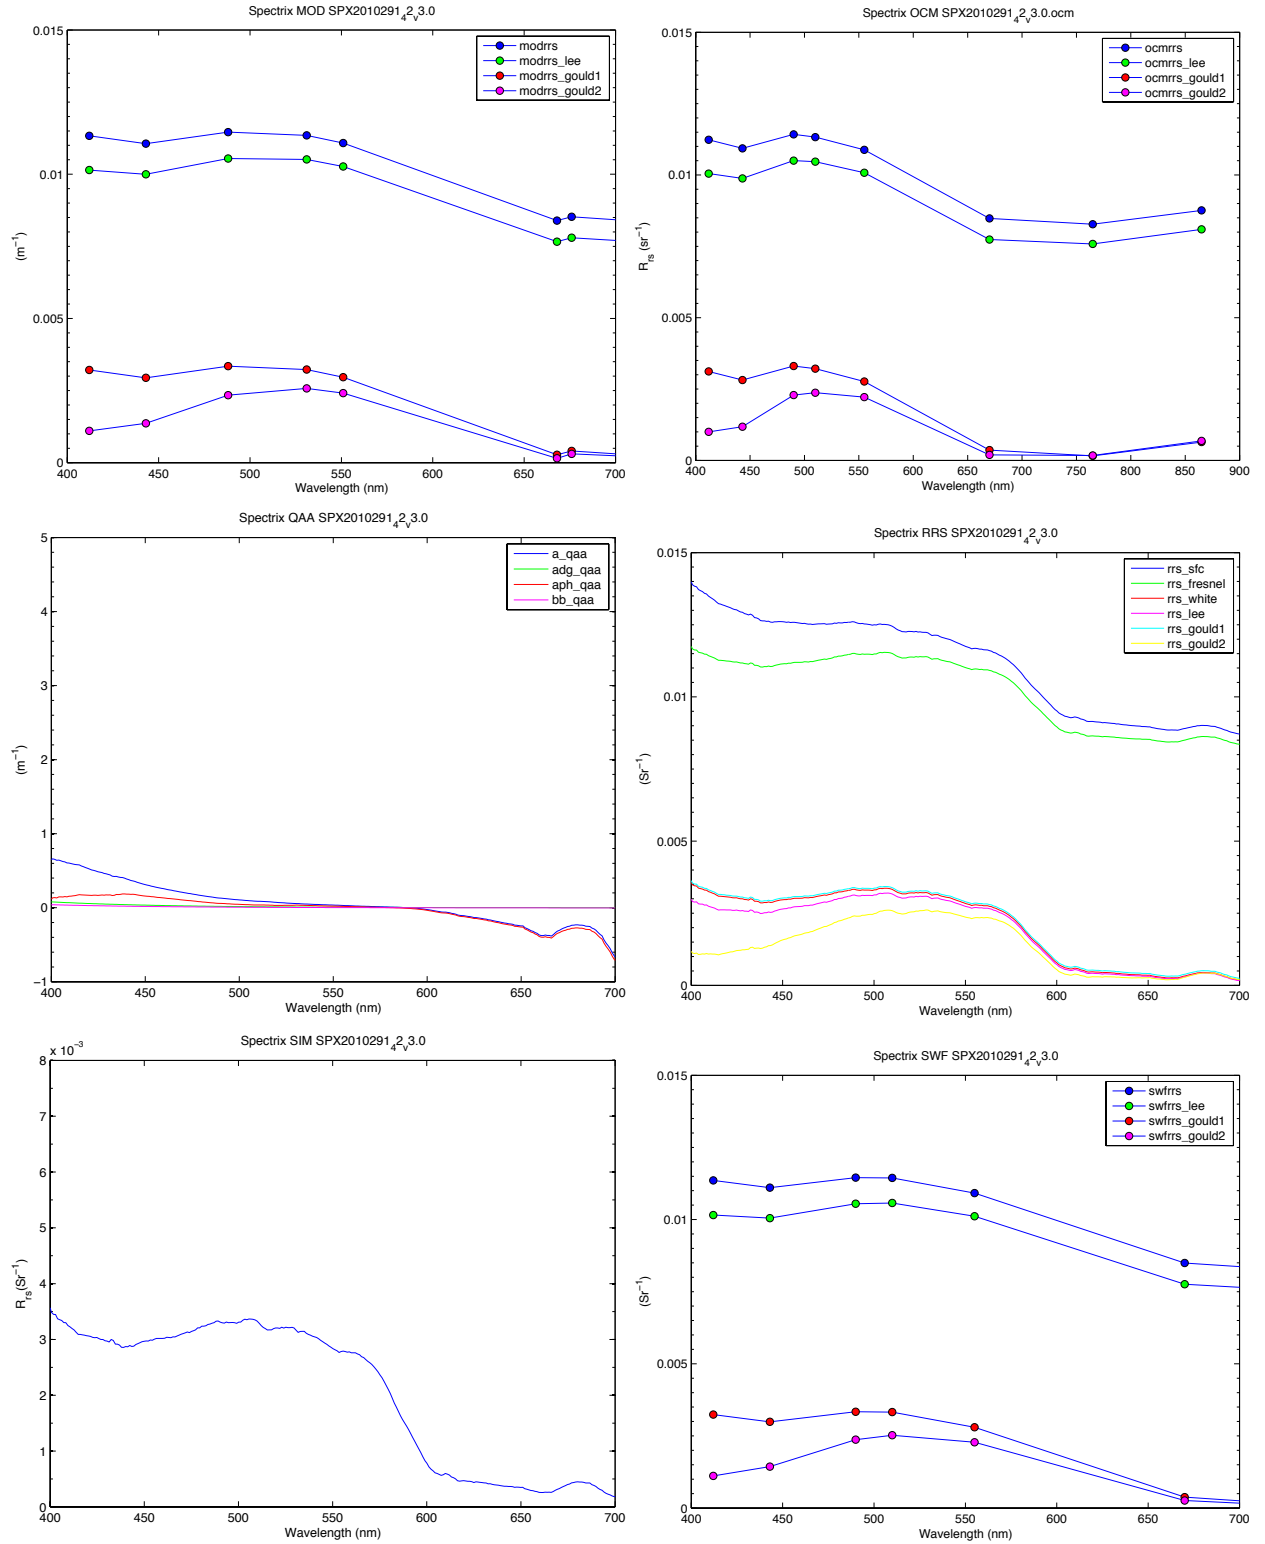 Spectrix MOD SPX2010291₄2ᵥ3.0
modrrs
modrrs_lee
modrrs_gould1
modrrs_gould2
0.015
0.01
0.005
0
(m⁻¹)
400 450 500 550 600 650 700
Wavelength (nm)
Spectrix OCM SPX2010291₄2ᵥ3.0.ocm
ocmrrs
ocmrrs_lee
ocmrrs_gould1
ocmrrs_gould2
0.015
0.01
0.005
0
Rᵣₛ (sr⁻¹)
400 450 500 550 600 650 700 750 800 850 900
Wavelength (nm)
Spectrix QAA SPX2010291₄2ᵥ3.0
a_qaa
adg_qaa
aph_qaa
bb_qaa
5
4
3
2
1
0
−1
(m⁻¹)
400 450 500 550 600 650 700
Wavelength (nm)
Spectrix RRS SPX2010291₄2ᵥ3.0
rrs_sfc
rrs_fresnel
rrs_white
rrs_lee
rrs_gould1
rrs_gould2
0.015
0.01
0.005
0
(Sr⁻¹)
400 450 500 550 600 650 700
Wavelength (nm)
Spectrix SIM SPX2010291₄2ᵥ3.0
x 10⁻³
8
7
6
5
4
3
2
1
0
Rᵣₛ(Sr⁻¹)
400 450 500 550 600 650 700
Wavelength (nm)
Spectrix SWF SPX2010291₄2ᵥ3.0
swfrrs
swfrrs_lee
swfrrs_gould1
swfrrs_gould2
0.015
0.01
0.005
0
(Sr⁻¹)
400 450 500 550 600 650 700
Wavelength (nm)